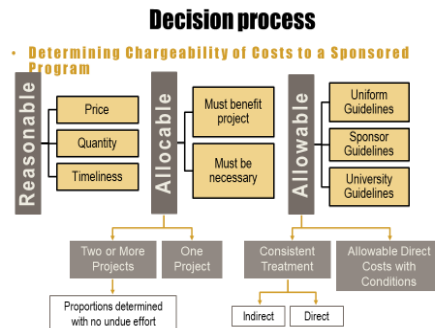 Decision process
• Determining Chargeability of Costs to a Sponsored
Program
Reasonable
Price
Quantity
Timeliness
Allocable
Must benefit
project
Must be
necessary
Allowable
Uniform
Guidelines
Sponsor
Guidelines
University
Guidelines
Two or More
Projects
One
Project
Consistent
Treatment
Allowable Direct
Costs with
Conditions
Proportions determined
with no undue effort
Indirect
Direct